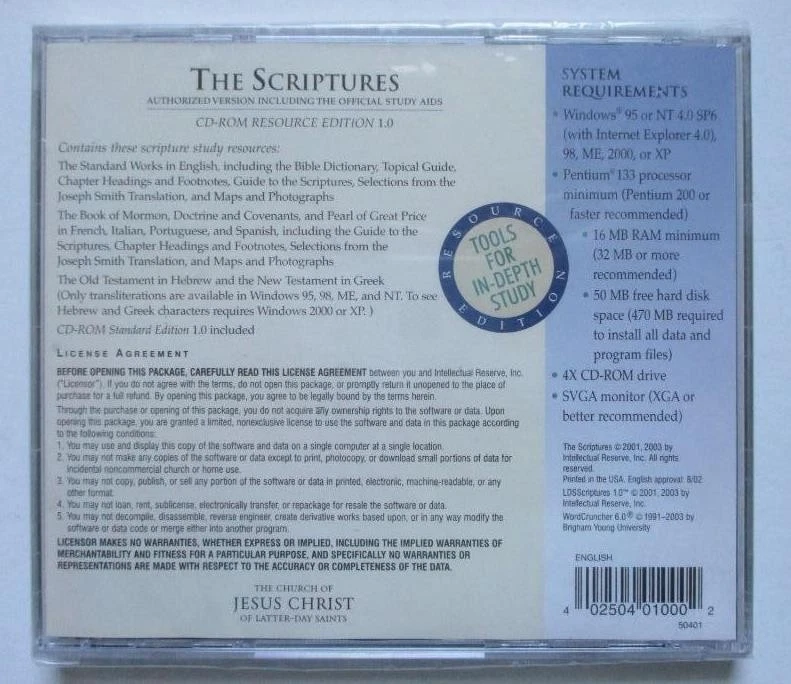 THE SCRIPTURES
AUTHORIZED VERSION INCLUDING THE OFFICIAL STUDY AIDS
CD-ROM RESOURCE EDITION 1.0
Contains these scripture study resources:
The Standard Works in English, including the Bible Dictionary, Topical Guide,
Chapter Headings and Footnotes, Guide to the Scriptures, Selections from the
Joseph Smith Translation, and Maps and Photographs
The Book of Mormon, Doctrine and Covenants, and Pearl of Great Price
in French, Italian, Portuguese, and Spanish, including the Guide to the
Scriptures, Chapter Headings and Footnotes, Selections from the
Joseph Smith Translation, and Maps and Photographs
The Old Testament in Hebrew and the New Testament in Greek
(Only transliterations are available in Windows 95, 98, ME, and NT. To see
Hebrew and Greek characters requires Windows 2000 or XP. )
CD-ROM Standard Edition 1.0 included
RESOURCE EDITION
TOOLS
FOR
IN-DEPTH
STUDY
LICENSE AGREEMENT
BEFORE OPENING THIS PACKAGE, CAREFULLY READ THIS LICENSE AGREEMENT between you and Intellectual Reserve, Inc.
("Licensor"). If you do not agree with the terms, do not open this package, or promptly return it unopened to the place of
purchase for a full refund. By opening this package, you agree to be legally bound by the terms herein.
Through the purchase or opening of this package, you do not acquire any ownership rights to the software or data. Upon
opening this package, you are granted a limited, nonexclusive license to use the software and data in this package according
to the following conditions:
1. You may use and display this copy of the software and data on a single computer at a single location.
2. You may not make any copies of the software or data except to print, photocopy, or download small portions of data for
incidental noncommercial church or home use.
3. You may not copy, publish, or sell any portion of the software or data in printed, electronic, machine-readable, or any
other format.
4. You may not loan, rent, sublicense, electronically transfer, or repackage for resale the software or data.
5. You may not decompile, disassemble, reverse engineer, create derivative works based upon, or in any way modify the
software or data code or merge either into another program.
LICENSOR MAKES NO WARRANTIES, WHETHER EXPRESS OR IMPLIED, INCLUDING THE IMPLIED WARRANTIES OF
MERCHANTABILITY AND FITNESS FOR A PARTICULAR PURPOSE, AND SPECIFICALLY NO WARRANTIES OR
REPRESENTATIONS ARE MADE WITH RESPECT TO THE ACCURACY OR COMPLETENESS OF THE DATA.
THE CHURCH OF
JESUS CHRIST
OF LATTER-DAY SAINTS
SYSTEM
REQUIREMENTS
• Windows® 95 or NT 4.0 SP6
(with Internet Explorer 4.0),
98, ME, 2000, or XP
• Pentium® 133 processor
minimum (Pentium 200 or
faster recommended)
• 16 MB RAM minimum
(32 MB or more
recommended)
• 50 MB free hard disk
space (470 MB required
to install all data and
program files)
• 4X CD-ROM drive
• SVGA monitor (XGA or
better recommended)
The Scriptures © 2001, 2003 by
Intellectual Reserve, Inc. All rights
reserved.
Printed in the USA. English approval: 8/02
LDSScriptures 1.0™ © 2001, 2003 by
Intellectual Reserve, Inc.
WordCruncher 6.0® © 1991–2003 by
Brigham Young University
ENGLISH
4 02504 01000 2
50401